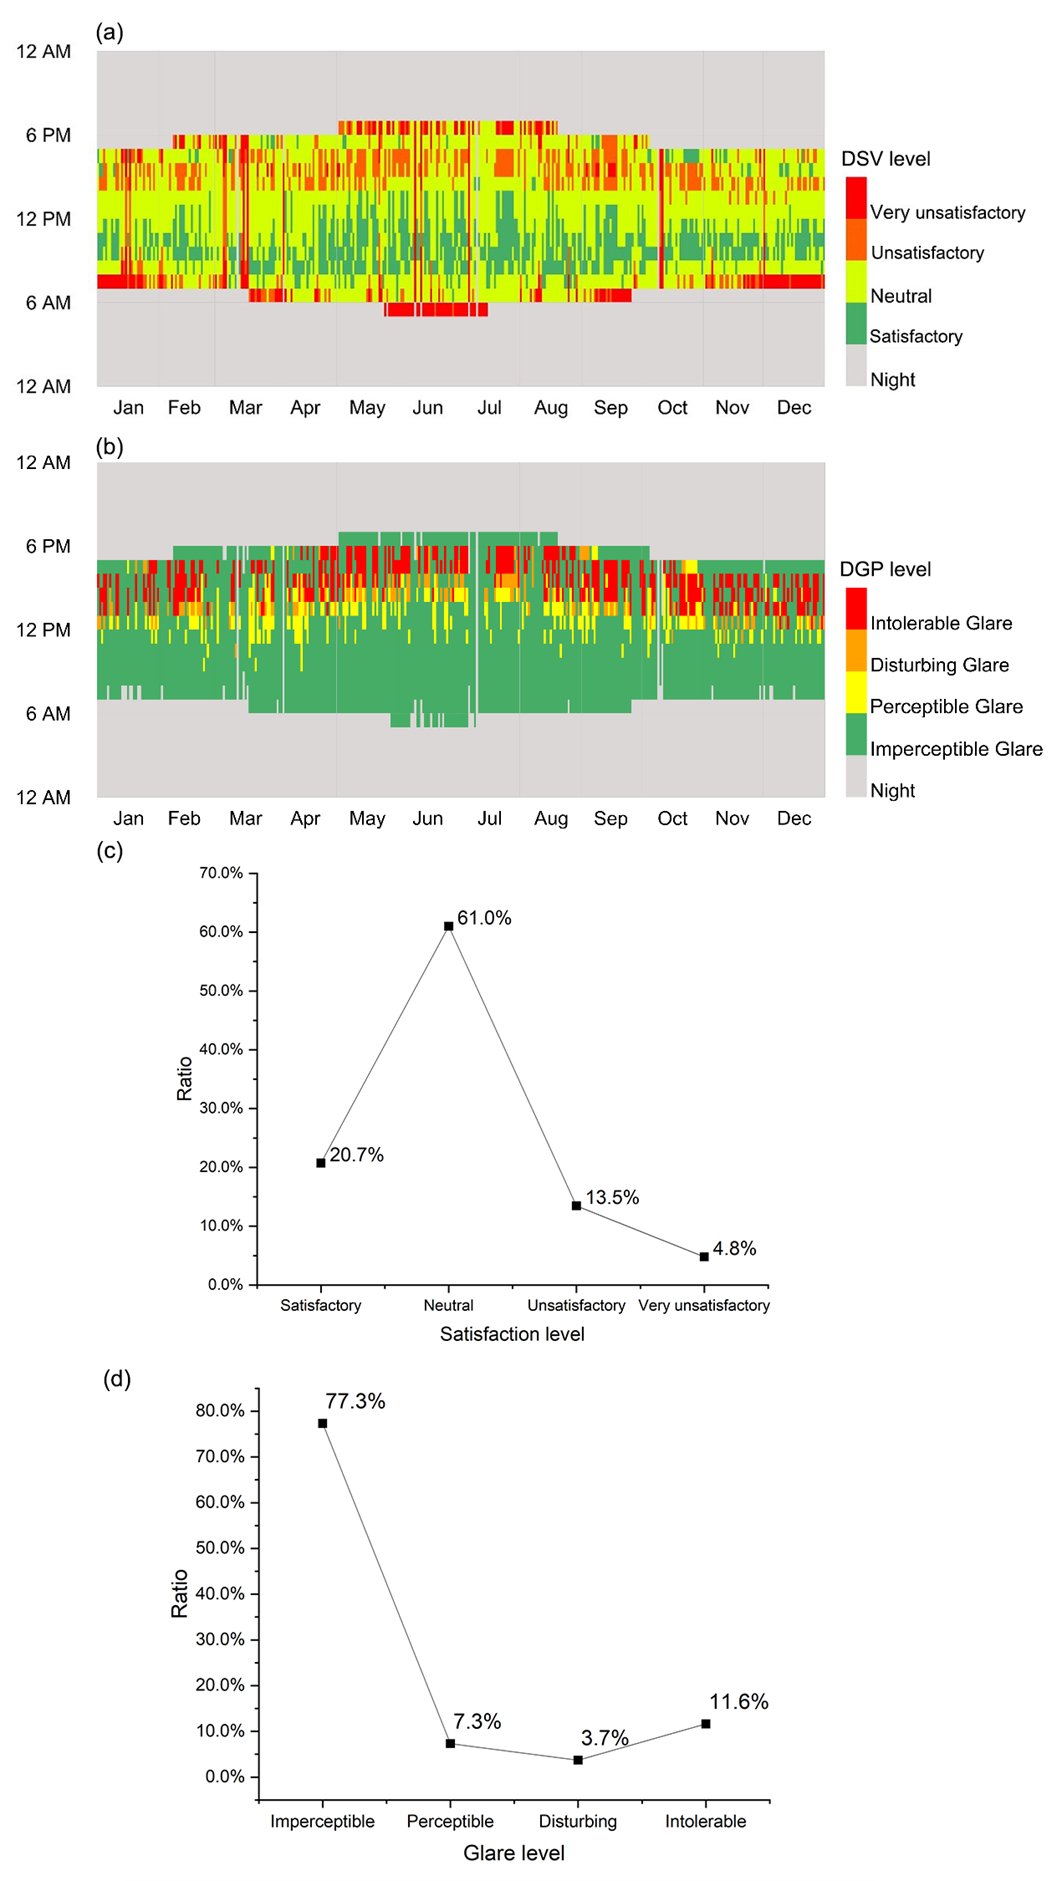 (a)
12 AM
6 PM
12 PM
6 AM
12 AM
Jan Feb Mar Apr May Jun Jul Aug Sep Oct Nov Dec
DSV level
Very unsatisfactory
Unsatisfactory
Neutral
Satisfactory
Night
(b)
12 AM
6 PM
12 PM
6 AM
12 AM
Jan Feb Mar Apr May Jun Jul Aug Sep Oct Nov Dec
DGP level
Intolerable Glare
Disturbing Glare
Perceptible Glare
Imperceptible Glare
Night
(c)
70.0%
60.0%
50.0%
40.0%
30.0%
20.0%
10.0%
0.0%
Ratio
61.0%
20.7%
13.5%
4.8%
Satisfactory Neutral Unsatisfactory Very unsatisfactory
Satisfaction level
(d)
80.0%
70.0%
60.0%
50.0%
40.0%
30.0%
20.0%
10.0%
0.0%
Ratio
77.3%
7.3%
3.7%
11.6%
Imperceptible Perceptible Disturbing Intolerable
Glare level